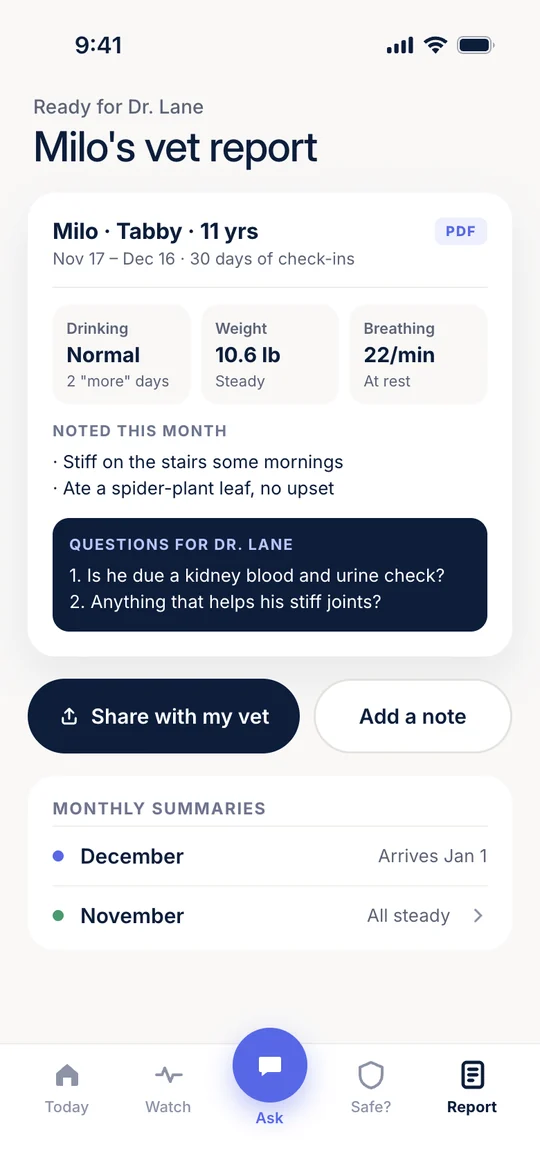 9:41
Ready for Dr. Lane
Milo's vet report
Milo · Tabby · 11 yrs
PDF
Nov 17 – Dec 16 · 30 days of check-ins
Drinking
Normal
2 "more" days
Weight
10.6 lb
Steady
Breathing
22/min
At rest
NOTED THIS MONTH
· Stiff on the stairs some mornings
· Ate a spider-plant leaf, no upset
QUESTIONS FOR DR. LANE
1. Is he due a kidney blood and urine check?
2. Anything that helps his stiff joints?
Share with my vet
Add a note
MONTHLY SUMMARIES
December
Arrives Jan 1
November
All steady
Today
Watch
Ask
Safe?
Report